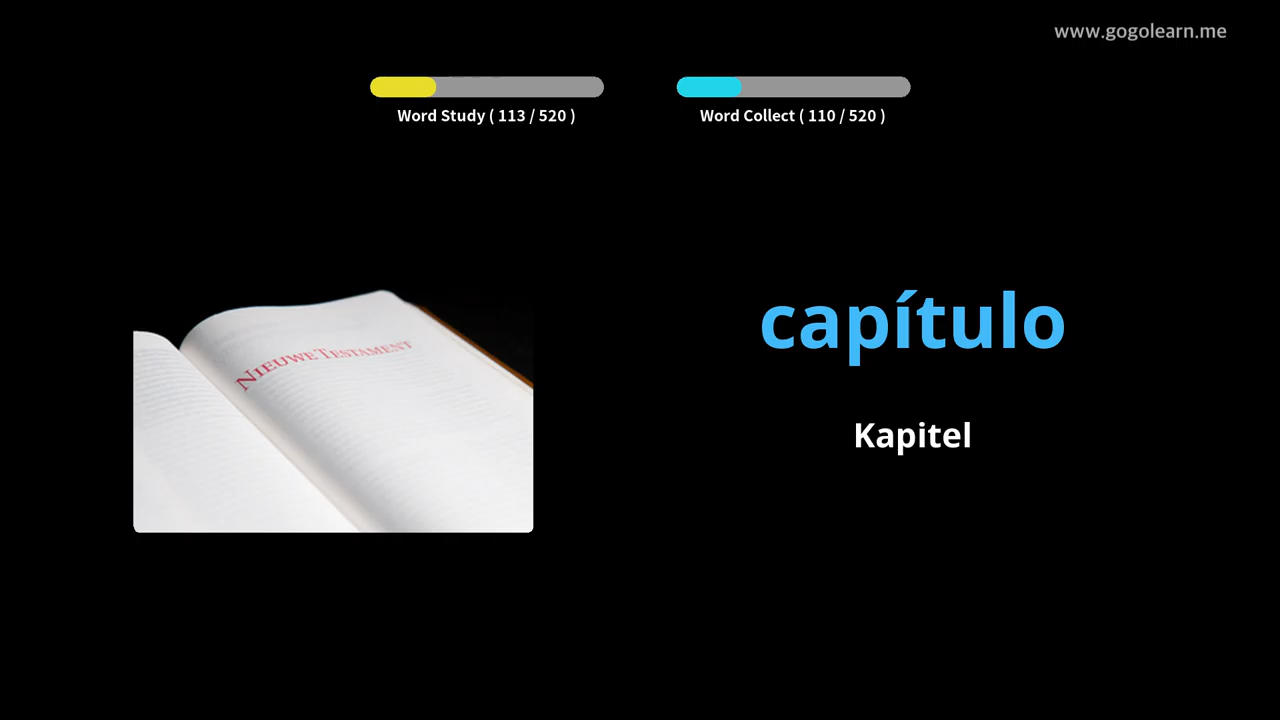 www.gogolearn.me
Word Study ( 113 / 520 )
Word Collect ( 110 / 520 )
NIEUWE TESTAMENT
capítulo
Kapitel